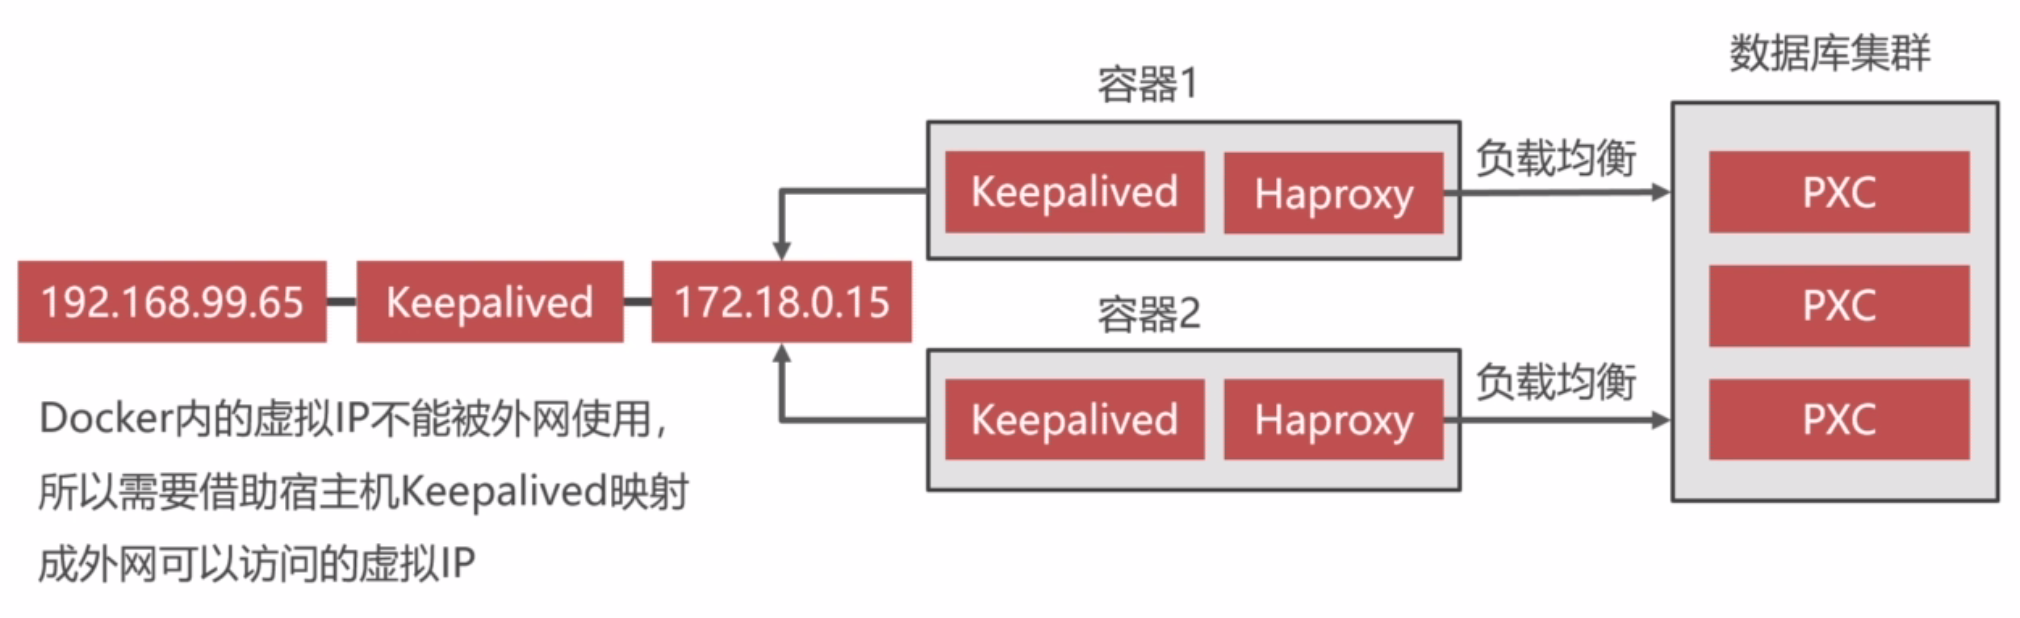 数据库集群
容器1
Keepalived
Haproxy
负载均衡
PXC
192.168.99.65
Keepalived
172.18.0.15
容器2
PXC
Keepalived
Haproxy
负载均衡
PXC
Docker内的虚拟IP不能被外网使用，
所以需要借助宿主机Keepalived映射
成外网可以访问的虚拟IP